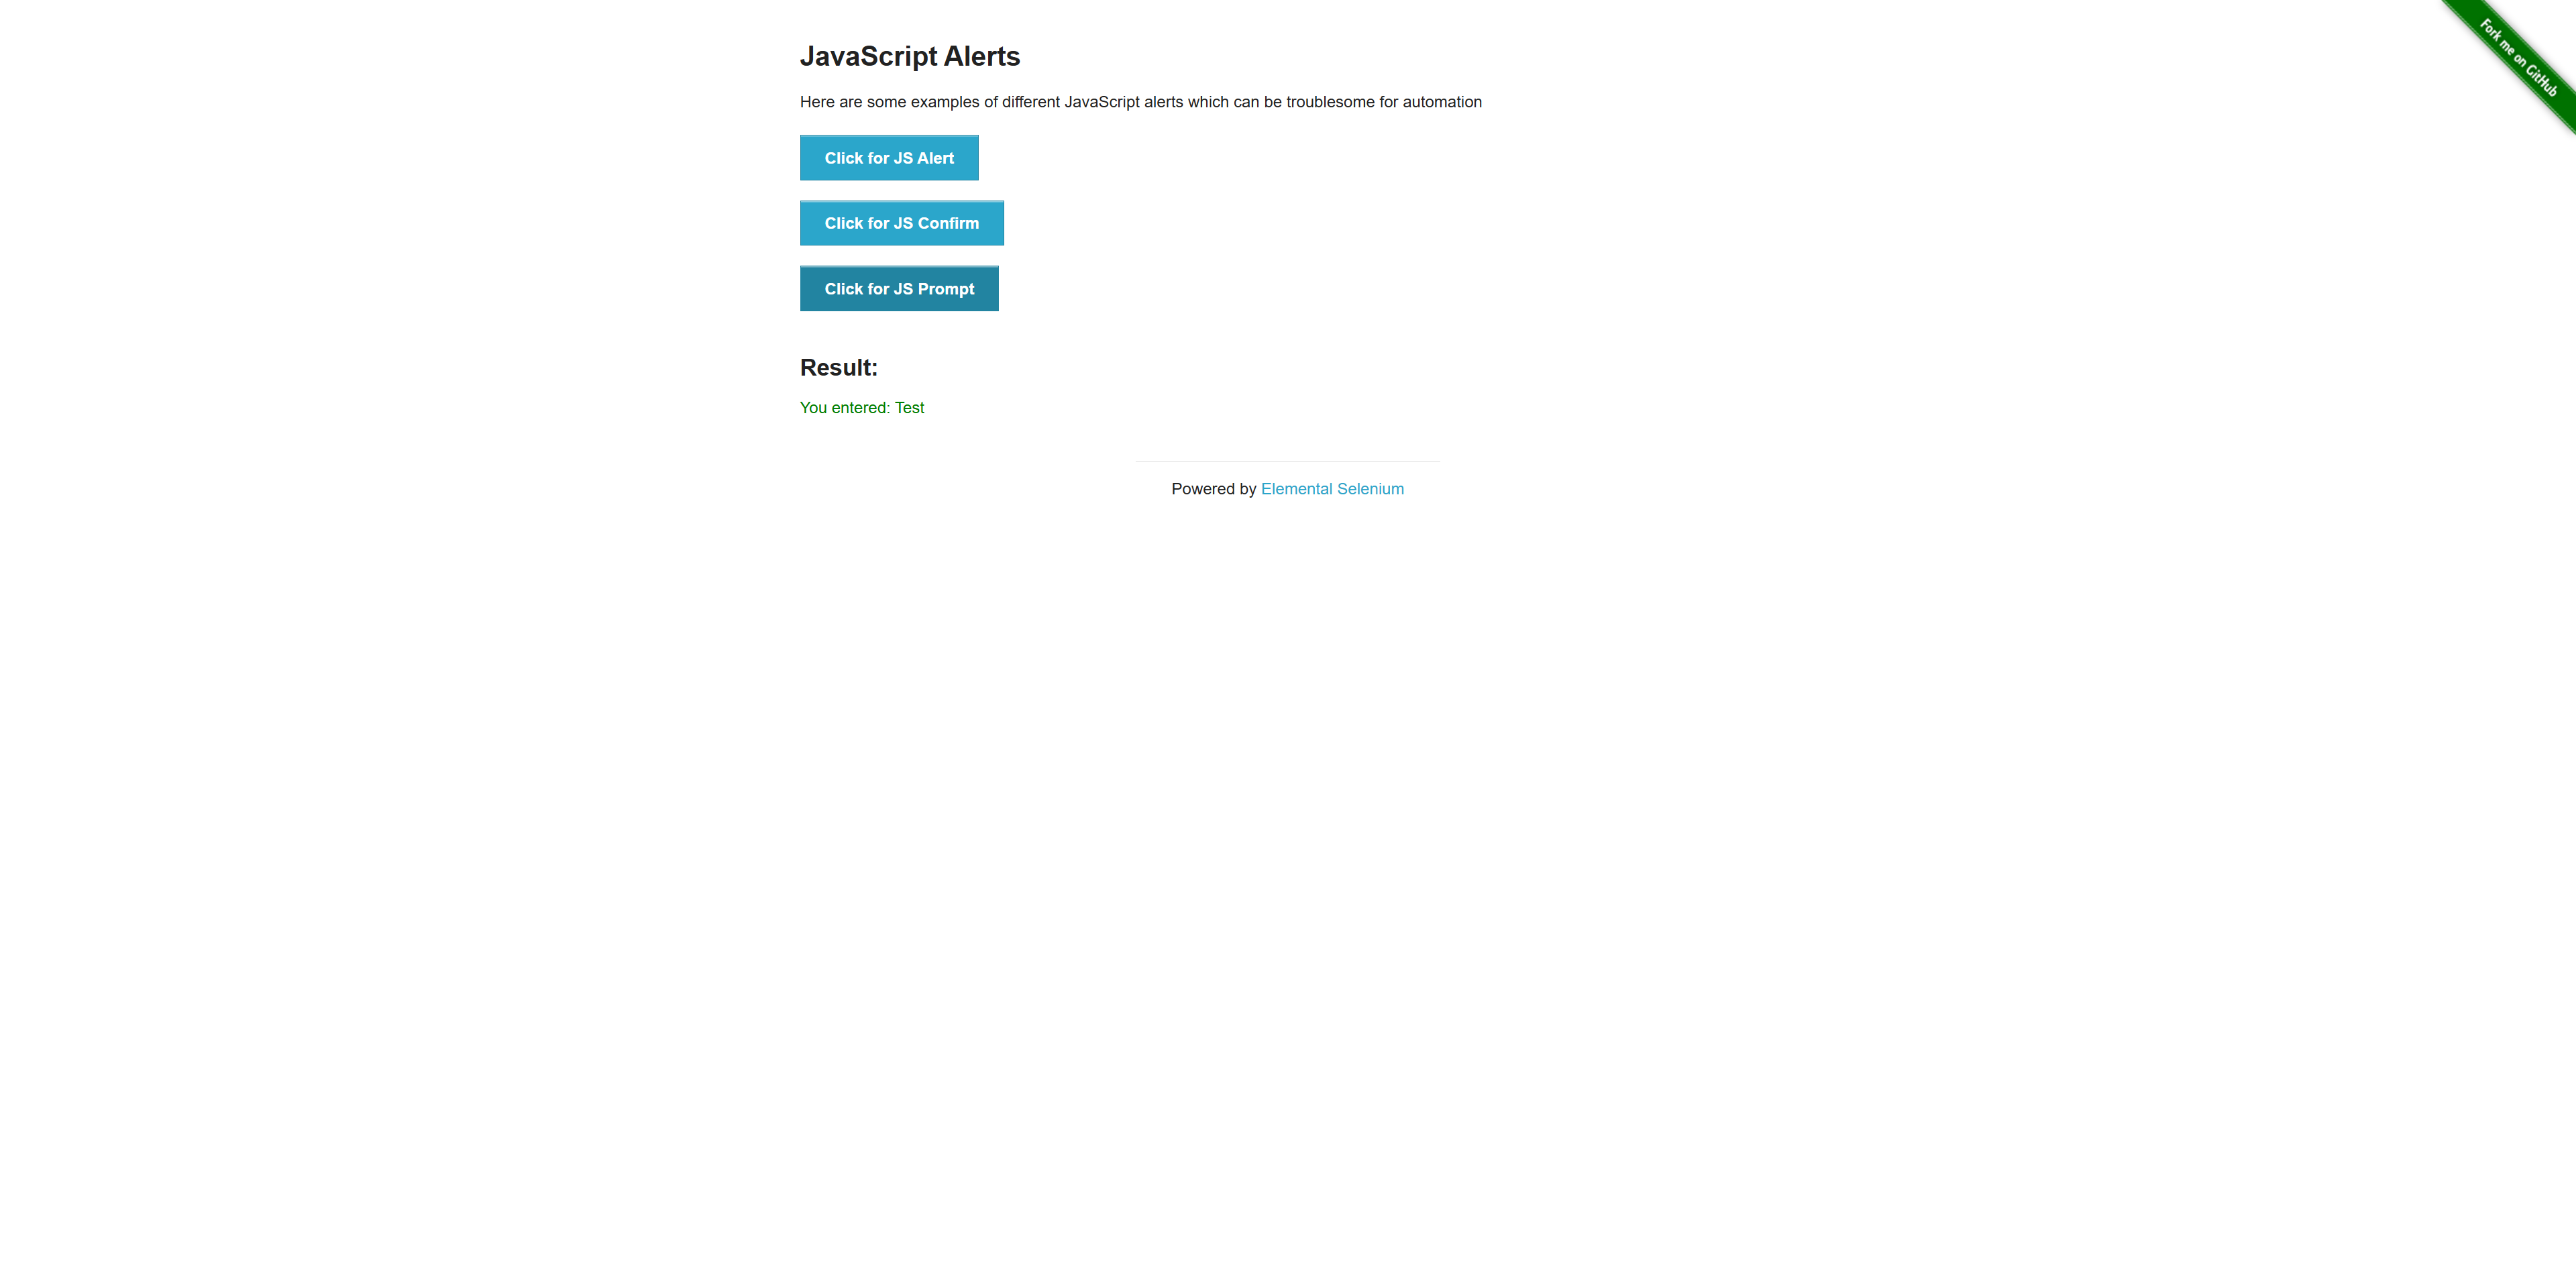 Fork me on GitHub
JavaScript Alerts
Here are some examples of different JavaScript alerts which can be troublesome for automation
Click for JS Alert
Click for JS Confirm
Click for JS Prompt
Result:
You entered: Test
Powered by Elemental Selenium